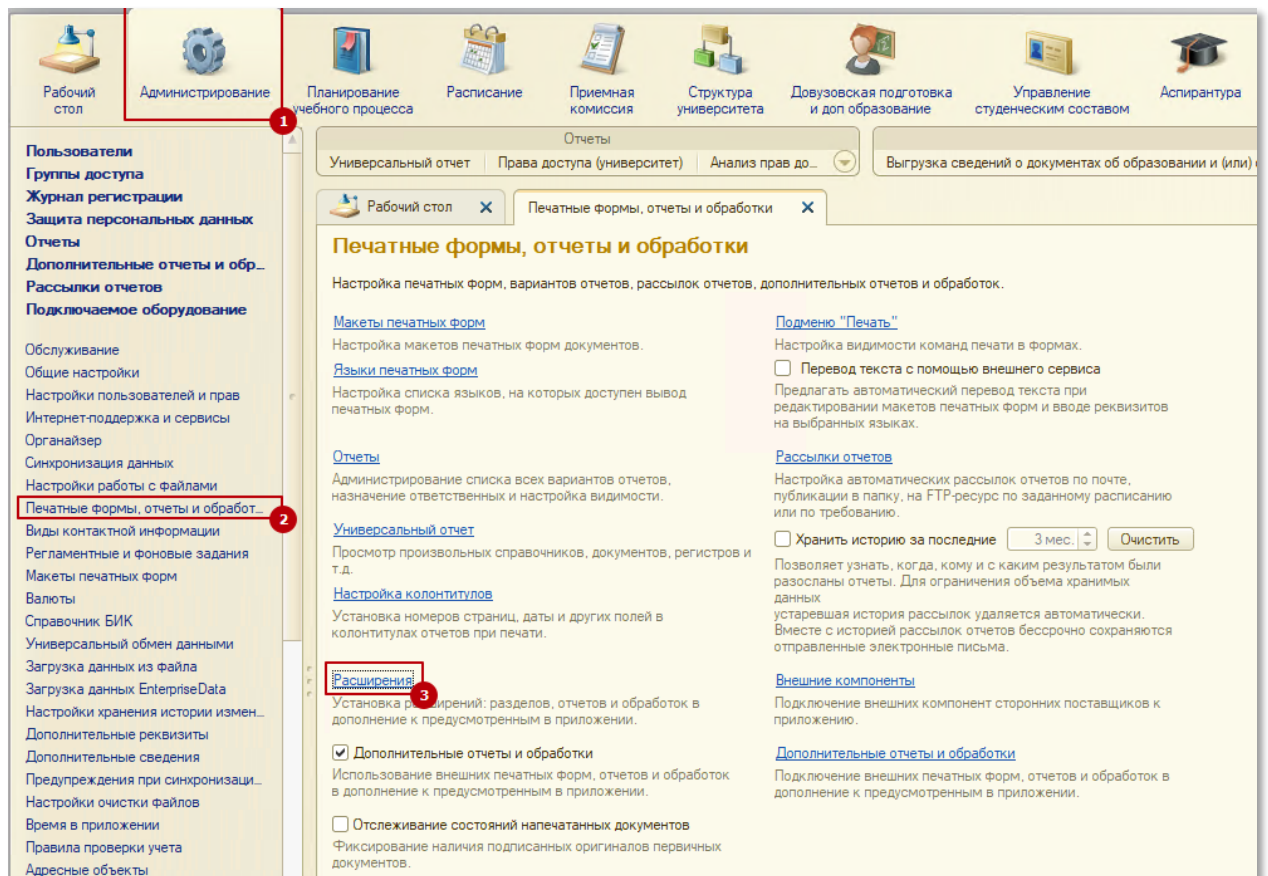 Рабочий
стол
Администрирование
Планирование
учебного процесса
Расписание
Приемная
комиссия
Структура
университета
Довузовская подготовка
и доп образование
Управление
студенческим составом
Аспирантура
1
Пользователи
Группы доступа
Журнал регистрации
Защита персональных данных
Отчеты
Дополнительные отчеты и обр...
Рассылки отчетов
Подключаемое оборудование
Обслуживание
Общие настройки
Настройки пользователей и прав
Интернет-поддержка и сервисы
Органайзер
Синхронизация данных
Настройки работы с файлами
Печатные формы, отчеты и обработ...
2
Виды контактной информации
Регламентные и фоновые задания
Макеты печатных форм
Валюты
Справочник БИК
Универсальный обмен данными
Загрузка данных из файла
Загрузка данных EnterpriseData
Настройки хранения истории измен...
Дополнительные реквизиты
Дополнительные сведения
Предупреждения при синхронизаци...
Настройки очистки файлов
Время в приложении
Правила проверки учета
Адресные объекты
Отчеты
Универсальный отчет
Права доступа (университет)
Анализ прав до...
Выгрузка сведений о документах об образовании и (или)
Рабочий стол
Печатные формы, отчеты и обработки
Печатные формы, отчеты и обработки
Настройка печатных форм, вариантов отчетов, рассылок отчетов, дополнительных отчетов и обработок.
Макеты печатных форм
Настройка макетов печатных форм документов.
Языки печатных форм
Настройка списка языков, на которых доступен вывод
печатных форм.
Отчеты
Администрирование списка всех вариантов отчетов,
назначение ответственных и настройка видимости.
Универсальный отчет
Просмотр произвольных справочников, документов, регистров и
т.д.
Настройка колонтитулов
Установка номеров страниц, даты и других полей в
колонтитулах отчетов при печати.
Расширения
3
Установка расширений: разделов, отчетов и обработок в
дополнение к предусмотренным в приложении.
Дополнительные отчеты и обработки
Использование внешних печатных форм, отчетов и обработок
в дополнение к предусмотренным в приложении.
Отслеживание состояний напечатанных документов
Фиксирование наличия подписанных оригиналов первичных
документов.
Подменю "Печать"
Настройка видимости команд печати в формах.
Перевод текста с помощью внешнего сервиса
Предлагать автоматический перевод текста при
редактировании макетов печатных форм и вводе реквизитов
на выбранных языках.
Рассылки отчетов
Настройка автоматических рассылок отчетов по почте,
публикации в папку, на FTP-ресурс по заданному расписанию
или по требованию.
Хранить историю за последние 3 мес. Очистить
Позволяет узнать, когда, кому и с каким результатом были
разосланы отчеты. Для ограничения объема хранимых
данных
устаревшая история рассылок удаляется автоматически.
Вместе с историей рассылок отчетов бессрочно сохраняются
отправленные электронные письма.
Внешние компоненты
Подключение внешних компонент сторонних поставщиков к
приложению.
Дополнительные отчеты и обработки
Подключение внешних печатных форм, отчетов и обработок в
дополнение к предусмотренным в приложении.